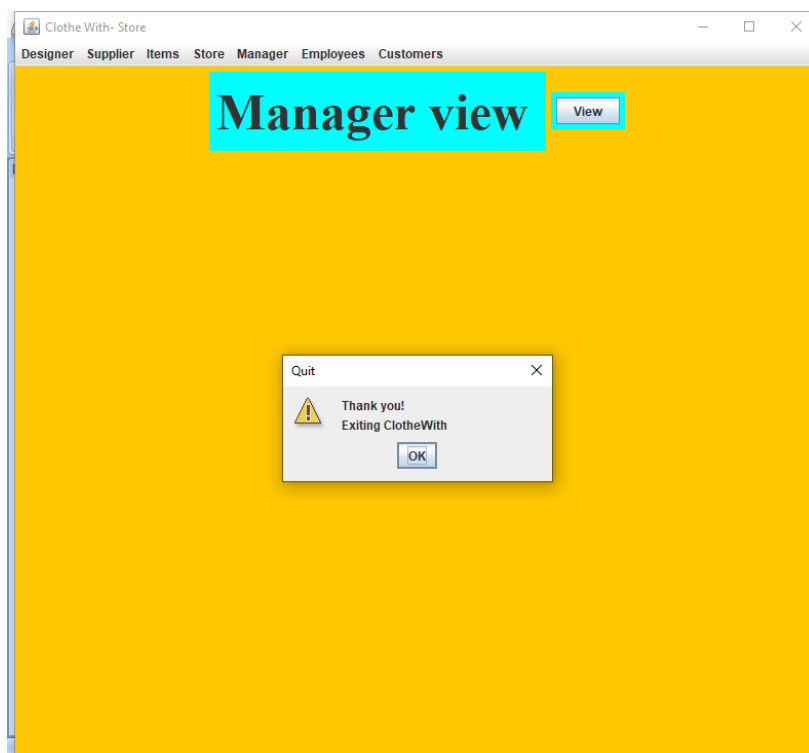 Clothe With- Store
Designer Supplier Items Store Manager Employees Customers
Manager view
View
Quit
Thank you!
Exiting ClotheWith
OK